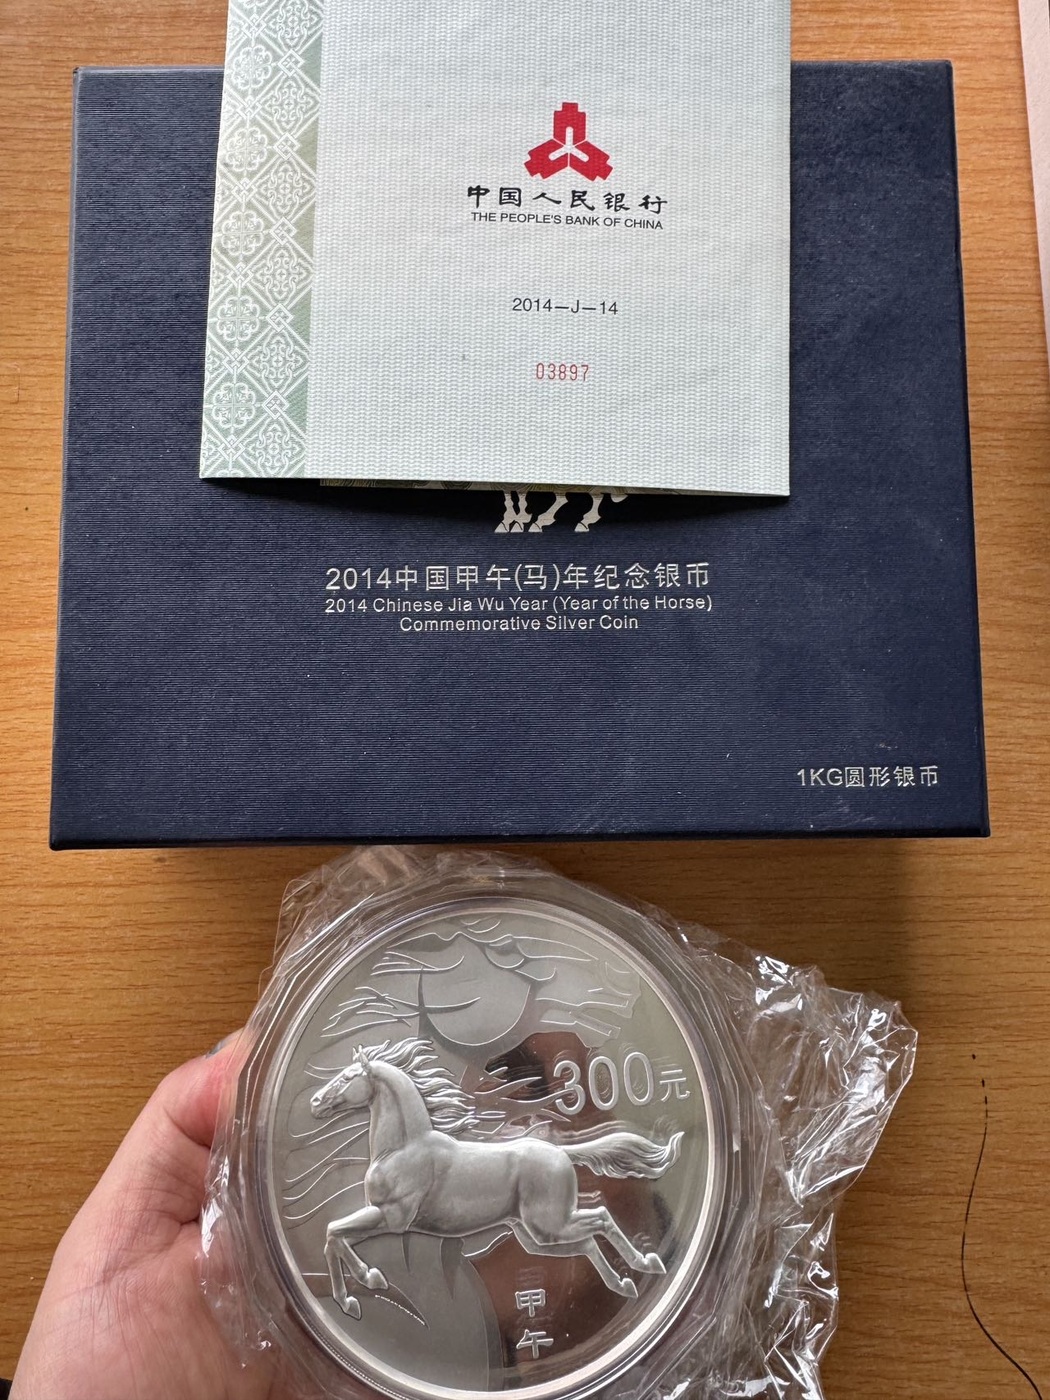 中国人民银行
THE PEOPLE'S BANK OF CHINA
2014—J—14
03897
2014中国甲午(马)年纪念银币
2014 Chinese Jia Wu Year (Year of the Horse)
Commemorative Silver Coin
1KG圆形银币
300元
甲
午